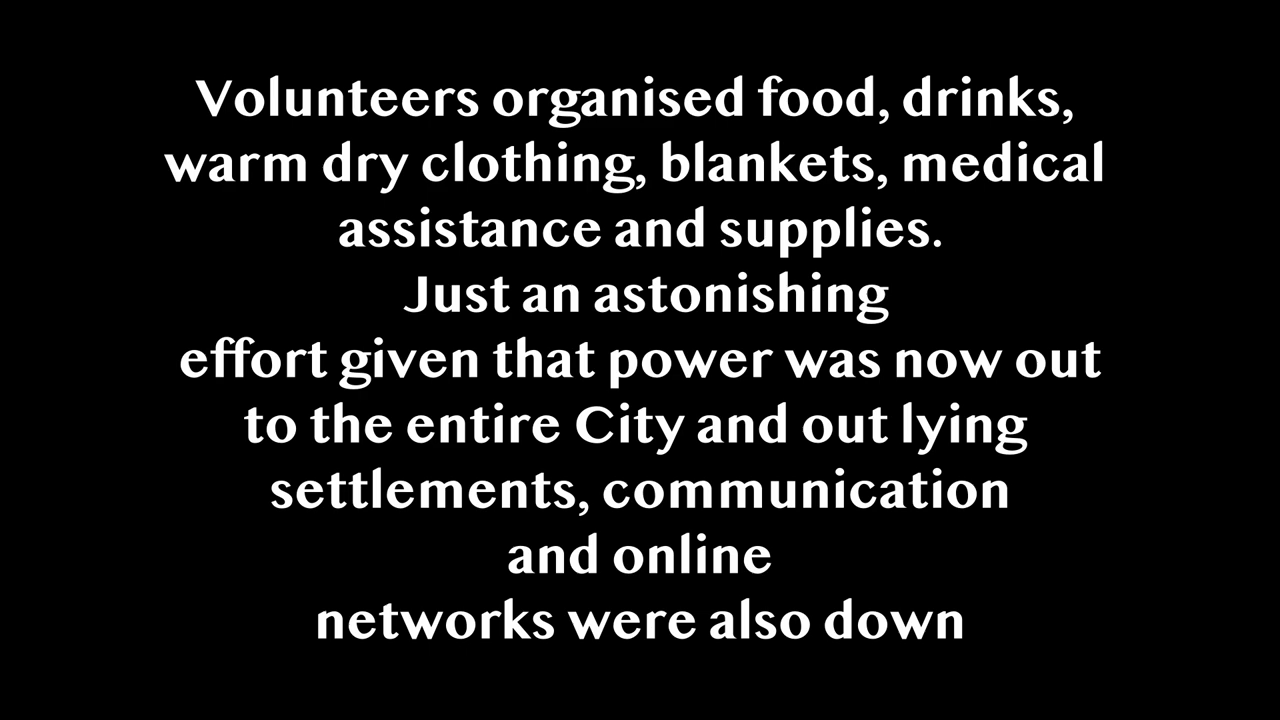 Volunteers organised food, drinks,
warm dry clothing, blankets, medical
assistance and supplies.
Just an astonishing
effort given that power was now out
to the entire City and out lying
settlements, communication
and online
networks were also down